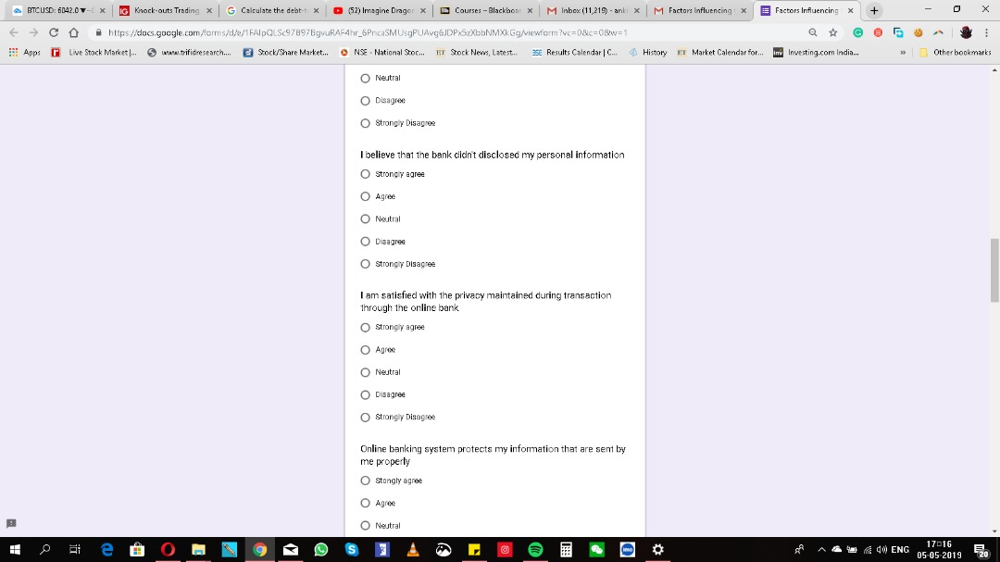 BTCUSD: 6042.0 ▼
Knock-outs Trading
Calculate the debt-t
(52) Imagine Dragon
Courses – Blackboar
Inbox (11,219) - anki
Factors Influencing
Factors Influencing
https://docs.google.com/forms/d/e/1FAIpQLSc978976gvuRAF4hr_6PncaSMUsgPUAvg6JDPx5zXbbNMXkGg/viewform?vc=0&c=0&w=1
Apps
Live Stock Market |...
www.trifidresearch....
Stock/Share Market...
NSE - National Stoc...
ET Stock News, Latest...
BSE Results Calendar | C...
History
ET Market Calendar for...
Inv Investing.com India...
»
Other bookmarks
Neutral
Disagree
Strongly Disagree
I believe that the bank didn't disclosed my personal information
Strongly agree
Agree
Neutral
Disagree
Strongly Disagree
I am satisfied with the privacy maintained during transaction
through the online bank
Strongly agree
Agree
Neutral
Disagree
Strongly Disagree
Online banking system protects my information that are sent by
me properly
Stongly agree
Agree
Neutral
ENG
17:16
05-05-2019
20